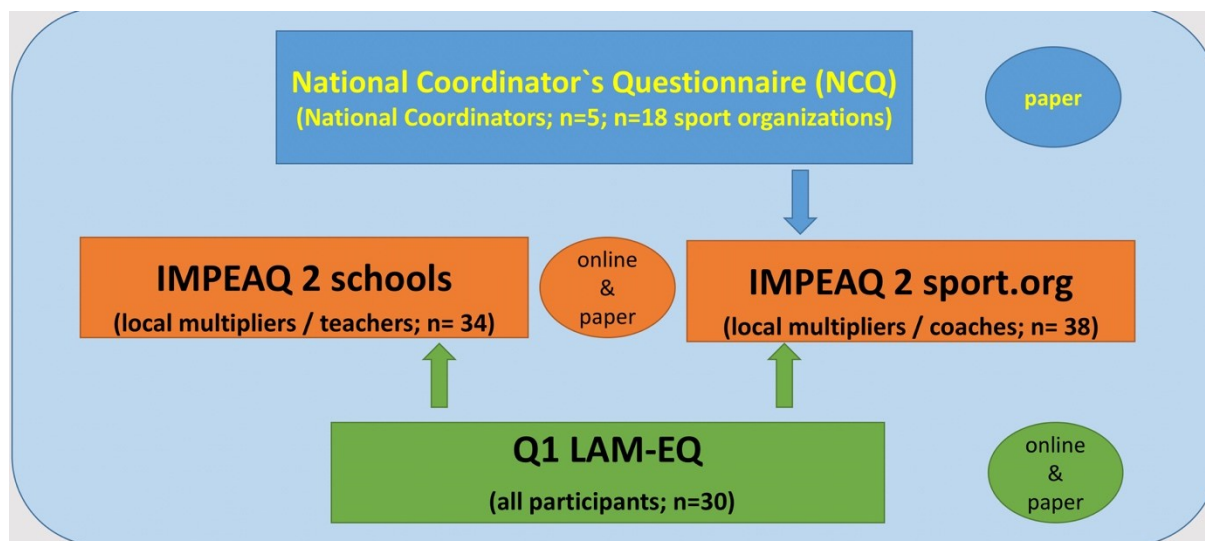 National Coordinator`s Questionnaire (NCQ)
(National Coordinators; n=5; n=18 sport organizations)
paper
IMPEAQ 2 schools
(local multipliers / teachers; n= 34)
online
&
paper
IMPEAQ 2 sport.org
(local multipliers / coaches; n= 38)
Q1 LAM-EQ
(all participants; n=30)
online
&
paper